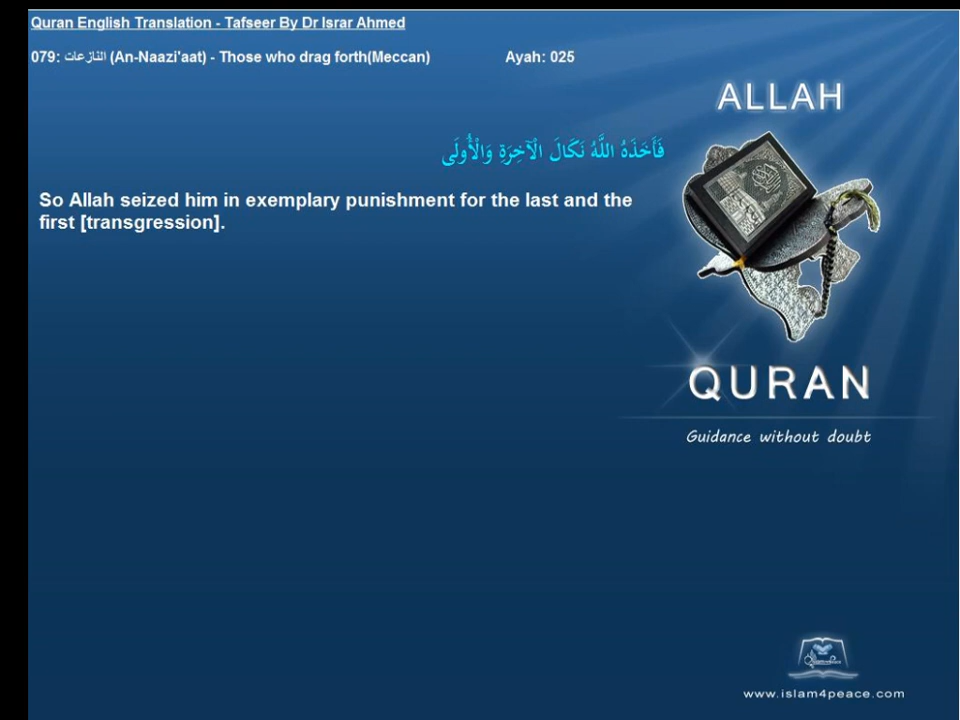 Quran English Translation - Tafseer By Dr Israr Ahmed
079: النازعات (An-Naazi'aat) - Those who drag forth(Meccan) Ayah: 025
ALLAH
فَأَخَذَهُ اللَّهُ نَكَالَ الْآخِرَةِ وَالْأُولَى
So Allah seized him in exemplary punishment for the last and the
first [transgression].
QURAN
Guidance without doubt
www.islam4peace.com